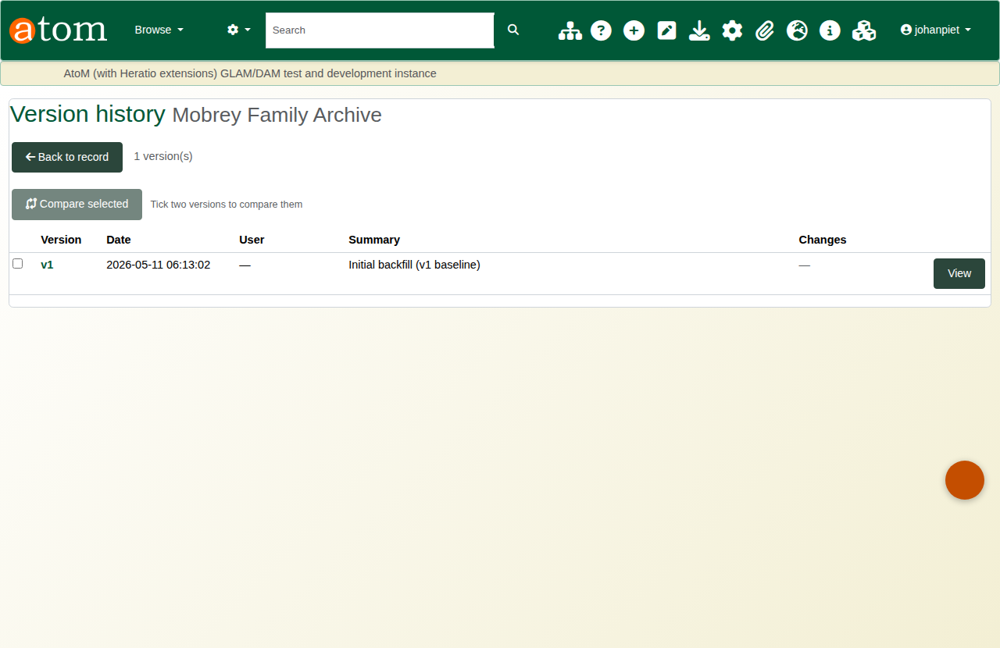 atom Browse Search johanpiet
AtoM (with Heratio extensions) GLAM/DAM test and development instance
Version history Mobrey Family Archive
Back to record 1 version(s)
Compare selected Tick two versions to compare them
Version Date User Summary Changes
v1 2026-05-11 06:13:02 — Initial backfill (v1 baseline) — View